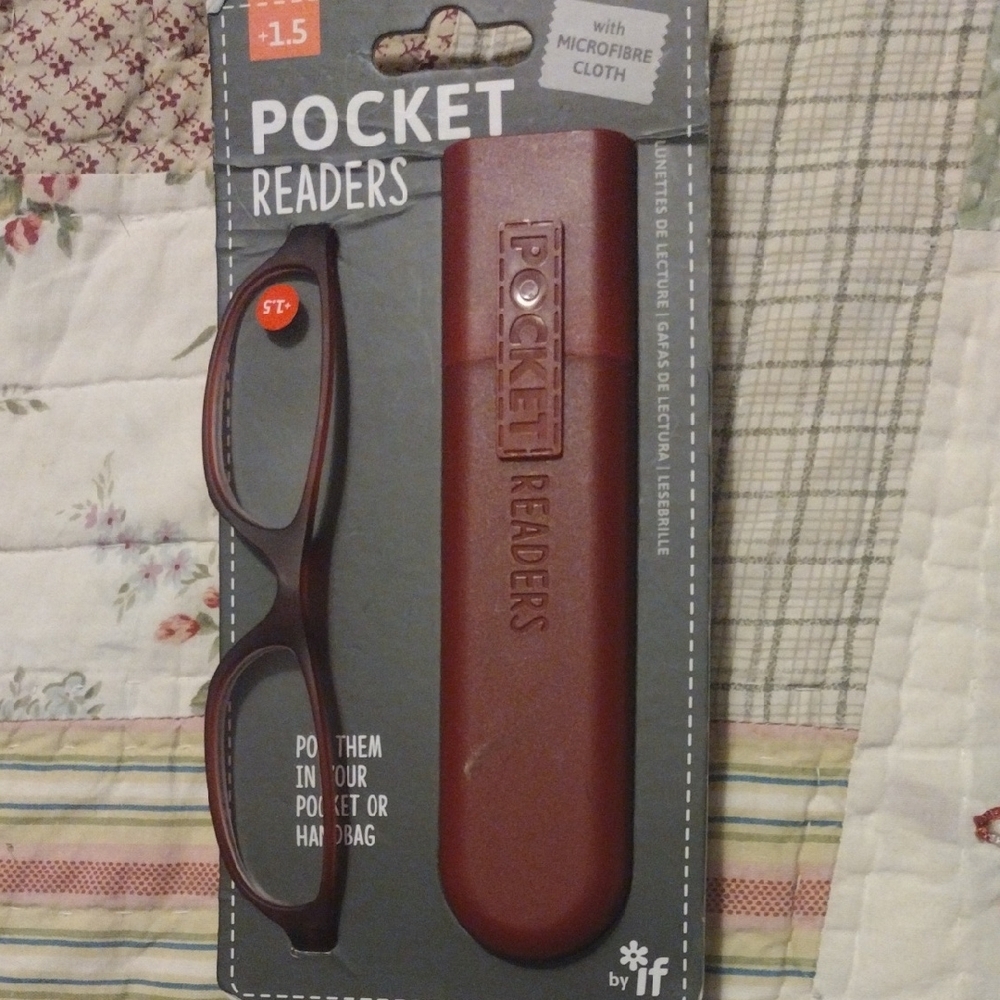 +1.5
with
MICROFIBRE
CLOTH
POCKET
READERS
+1.5
POCKET
READERS
LUNETTES DE LECTURE | GAFAS DE LECTURA | LESEBRILLE
POP THEM
IN YOUR
POCKET OR
HANDBAG
by if